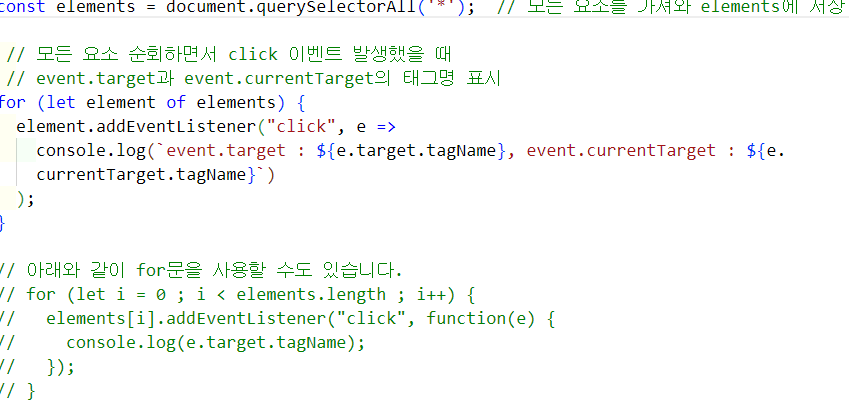 const elements = document.querySelectorAll('*');  // 모든 요소를 가져와 elements에 저장
// 모든 요소 순회하면서 click 이벤트 발생했을 때
// event.target과 event.currentTarget의 태그명 표시
for (let element of elements) {
element.addEventListener("click", e =>
console.log(`event.target : ${e.target.tagName}, event.currentTarget : ${e.
currentTarget.tagName}`)
);
}
// 아래와 같이 for문을 사용할 수도 있습니다.
// for (let i = 0 ; i < elements.length ; i++) {
//   elements[i].addEventListener("click", function(e) {
//     console.log(e.target.tagName);
//   });
// }